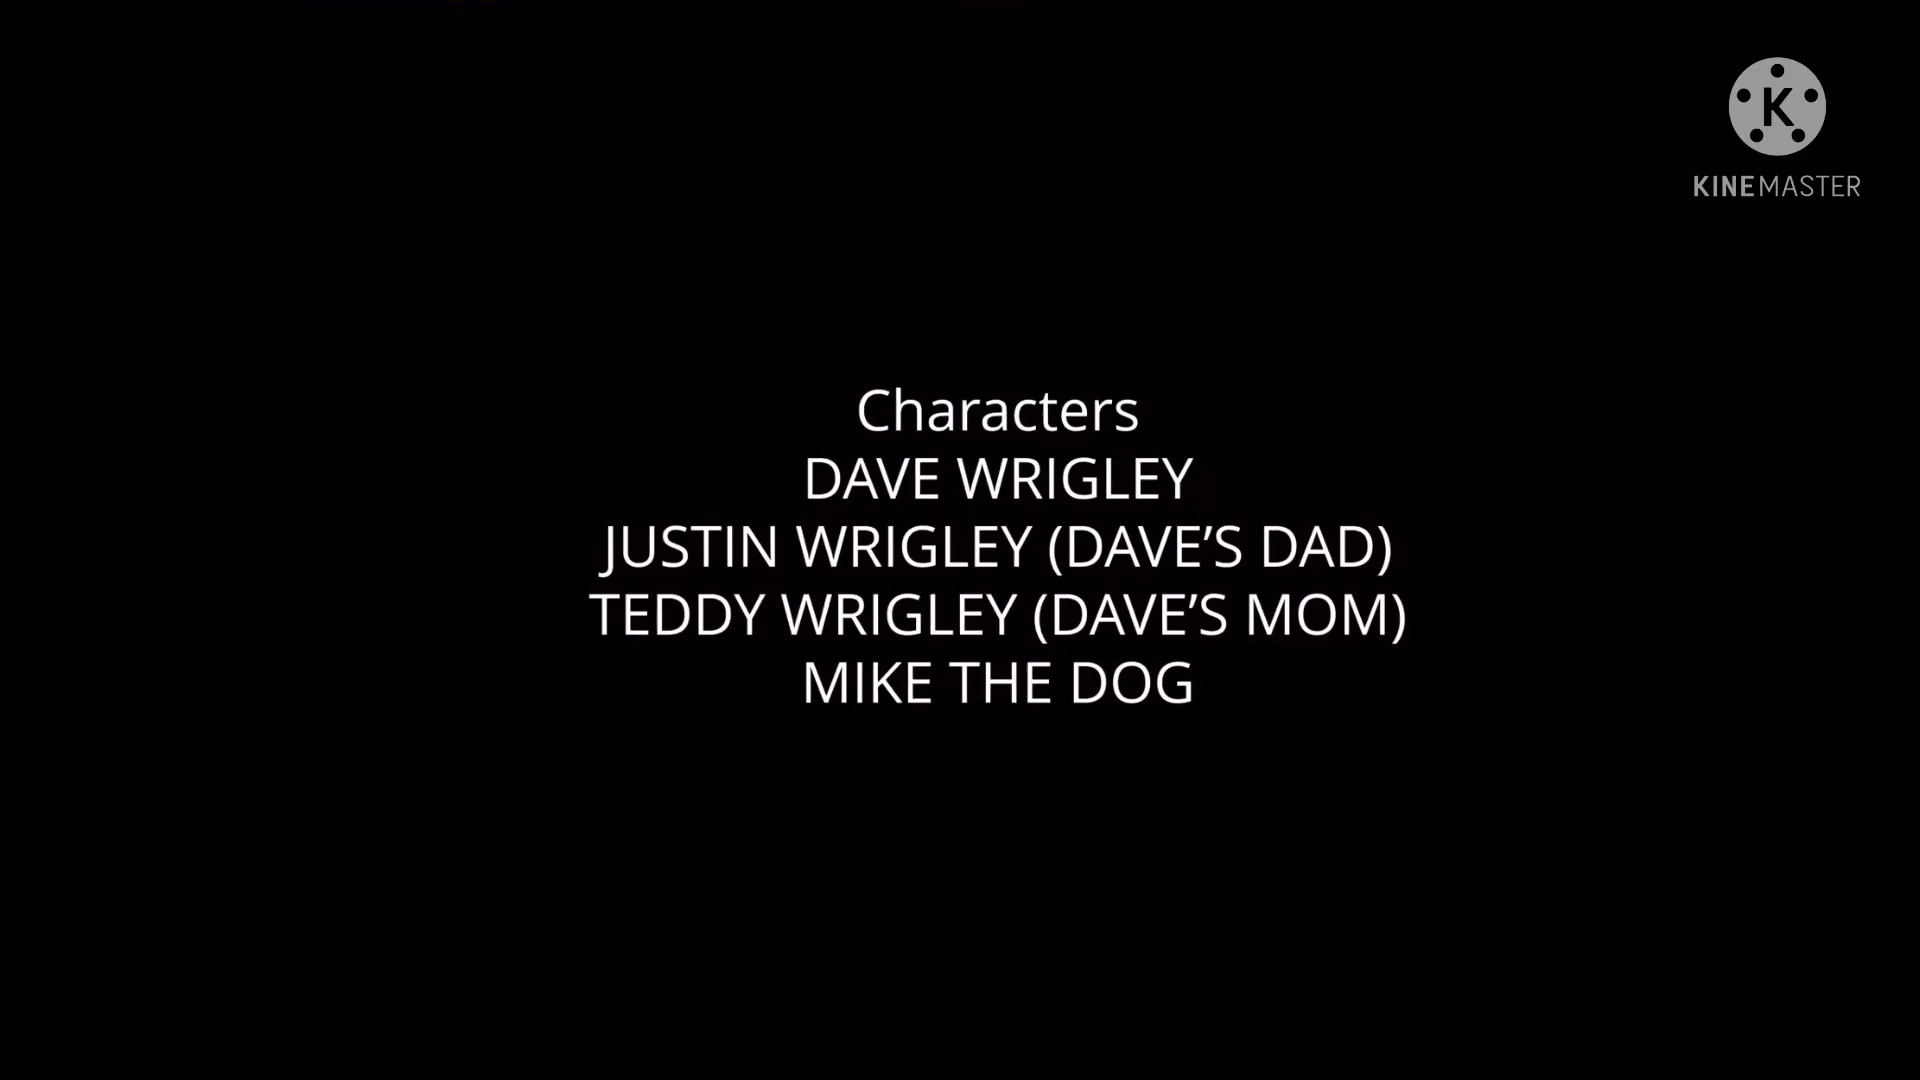 K
KINEMASTER
Characters
DAVE WRIGLEY
JUSTIN WRIGLEY (DAVE’S DAD)
TEDDY WRIGLEY (DAVE’S MOM)
MIKE THE DOG